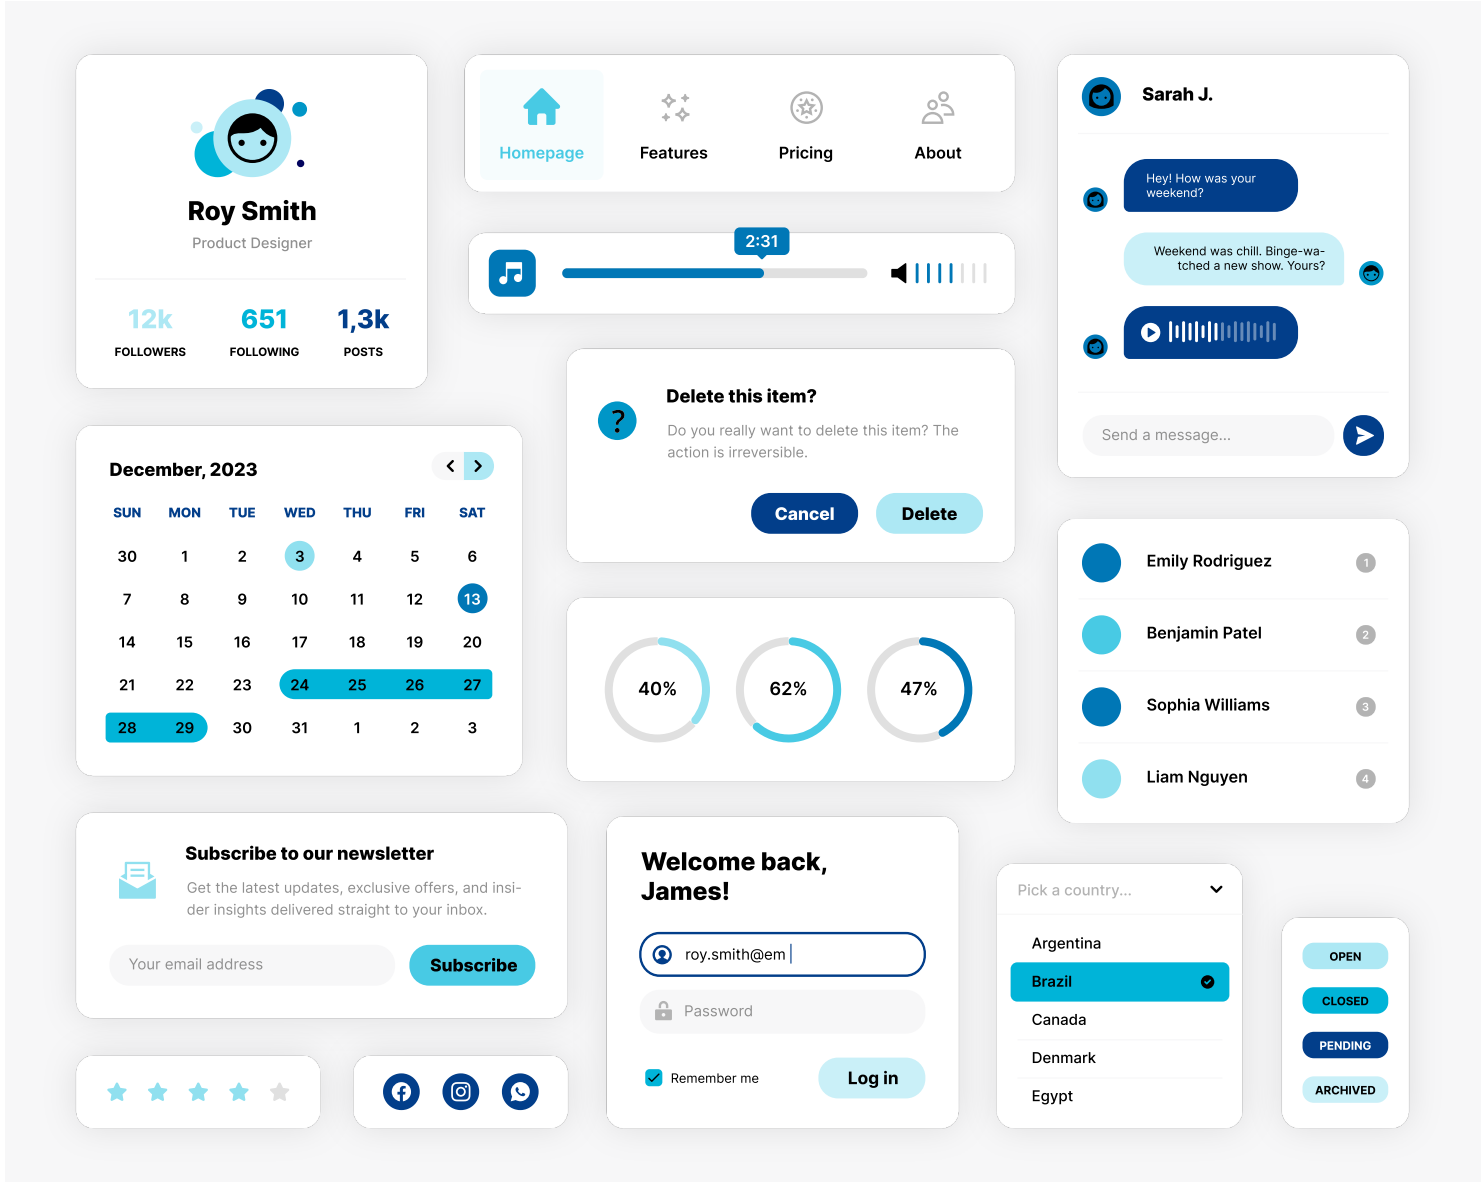 Roy Smith
Product Designer
12k 651 1,3k
FOLLOWERS FOLLOWING POSTS
Homepage Features Pricing About
2:31
Sarah J.
Hey! How was your
weekend?
Weekend was chill. Binge-wa-
tched a new show. Yours?
Send a message...
Delete this item?
?
Do you really want to delete this item? The
action is irreversible.
Cancel Delete
December, 2023
SUN MON TUE WED THU FRI SAT
30 1 2 3 4 5 6
7 8 9 10 11 12 13
14 15 16 17 18 19 20
21 22 23 24 25 26 27
28 29 30 31 1 2 3
40% 62% 47%
Emily Rodriguez 1
Benjamin Patel 2
Sophia Williams 3
Liam Nguyen 4
Subscribe to our newsletter
Get the latest updates, exclusive offers, and insi-
der insights delivered straight to your inbox.
Your email address Subscribe
Welcome back,
James!
roy.smith@em
Password
Remember me Log in
Pick a country...
Argentina
Brazil
Canada
Denmark
Egypt
OPEN
CLOSED
PENDING
ARCHIVED